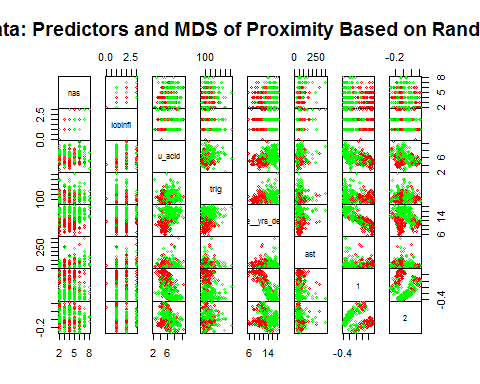 ata: Predictors and MDS of Proximity Based on Rand
0.0 2.5 100 0 250 -0.2
nas 8 5 2
0.0 2.5 lobinfl
u_acid 6 2
100 trig
e_yrs_de 14 6
0 250 ast
1 -0.4
-0.2 2
2 5 8 2 6 6 14 -0.4